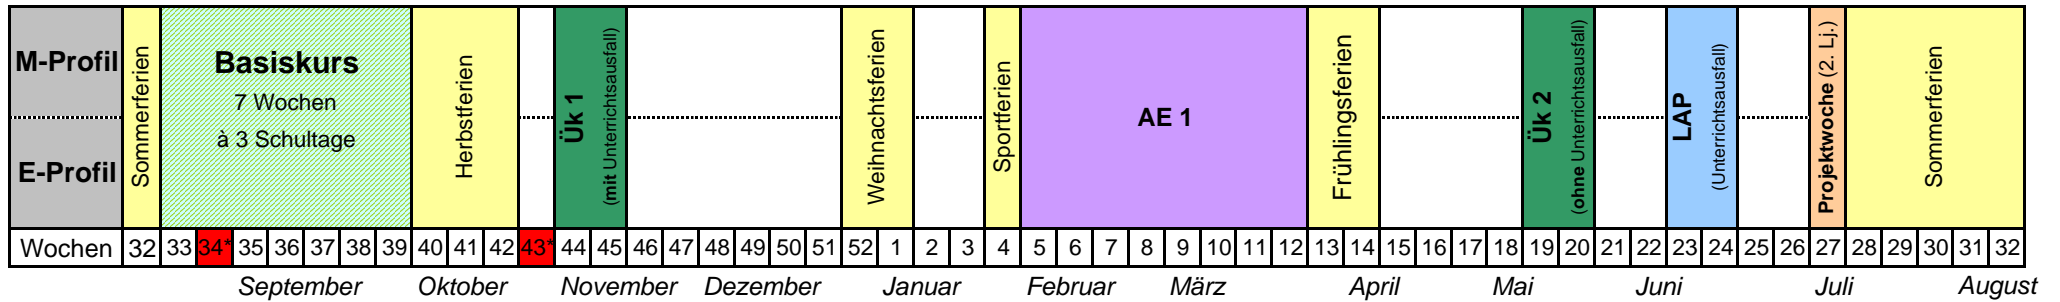 M-Profil
E-Profil
Sommerferien
Basiskurs
7 Wochen
à 3 Schultage
Herbstferien
Ük 1
(mit Unterrichtsausfall)
Weihnachtsferien
Sportferien
AE 1
Frühlingsferien
Ük 2
(ohne Unterrichtsausfall)
LAP
(Unterrichtsausfall)
Projektwoche (2. Lj.)
Sommerferien
Wochen 32 33 34* 35 36 37 38 39 40 41 42 43* 44 45 46 47 48 49 50 51 52 1 2 3 4 5 6 7 8 9 10 11 12 13 14 15 16 17 18 19 20 21 22 23 24 25 26 27 28 29 30 31 32
September Oktober November Dezember Januar Februar März April Mai Juni Juli August